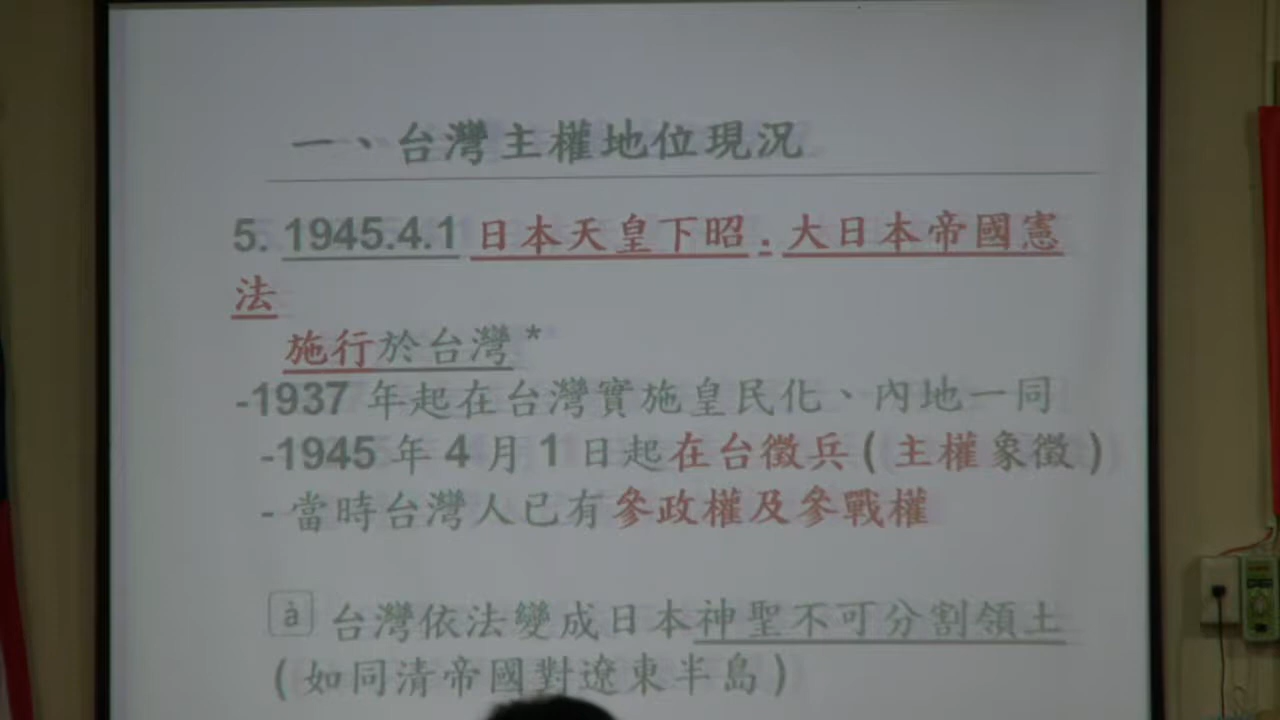 一、台灣主權地位現況
5. 1945.4.1 日本天皇下昭.大日本帝國憲
法
施行於台灣*
-1937 年起在台灣實施皇民化、內地一同
-1945 年 4 月 1 日起在台徵兵(主權象徵)
- 當時台灣人已有參政權及參戰權
à 台灣依法變成日本神聖不可分割領土
(如同清帝國對遼東半島)